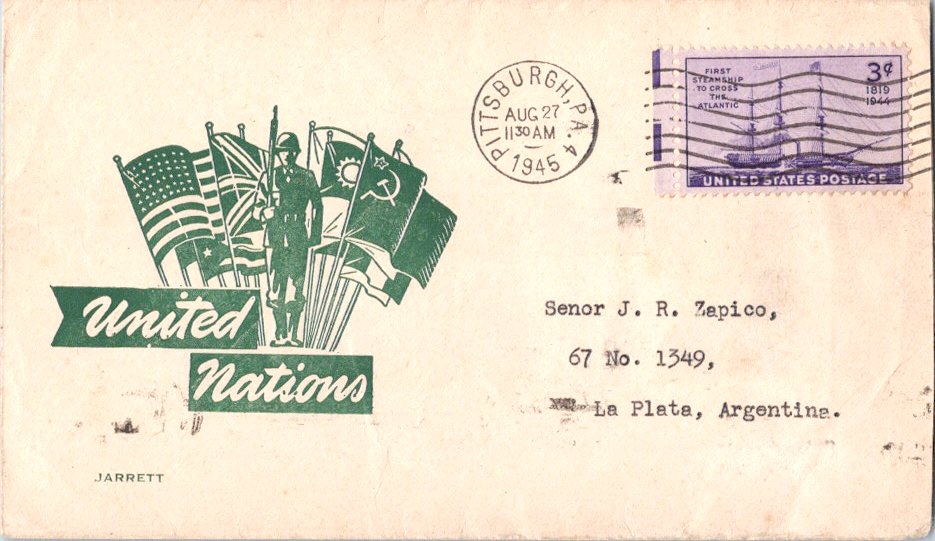 PITTSBURGH, PA. 4
AUG 27
11 30 AM
1945
FIRST
STEAMSHIP
TO CROSS
THE
ATLANTIC
3¢
1819
1944
UNITED STATES POSTAGE
United
Nations
Senor J. R. Zapico,
67 No. 1349,
La Plata, Argentina.
JARRETT